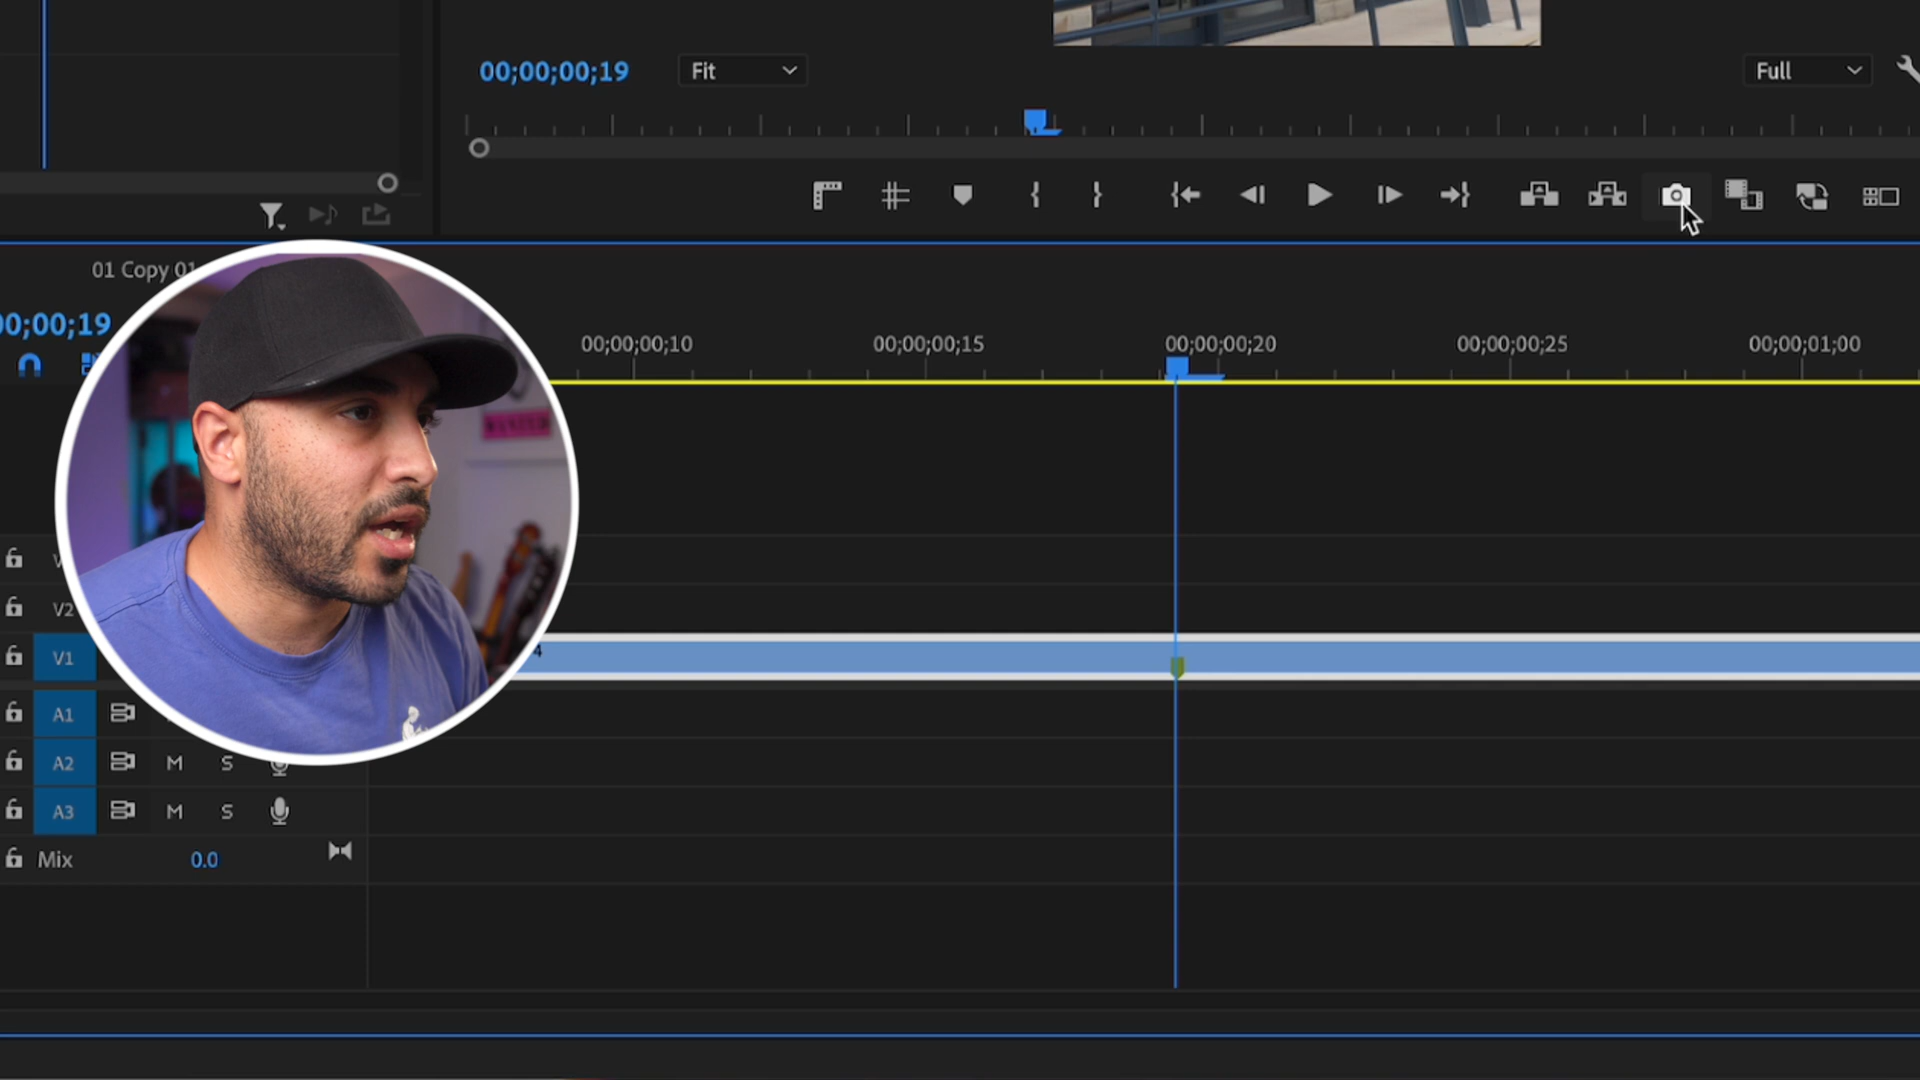 00;00;00;19 Fit Full
01 Copy 01
00;00;19
00;00;00;10 00;00;00;15 00;00;00;20 00;00;00;25 00;00;01;00
V2
4
V1
A1
A2 M S
A3 M S
Mix 0.0